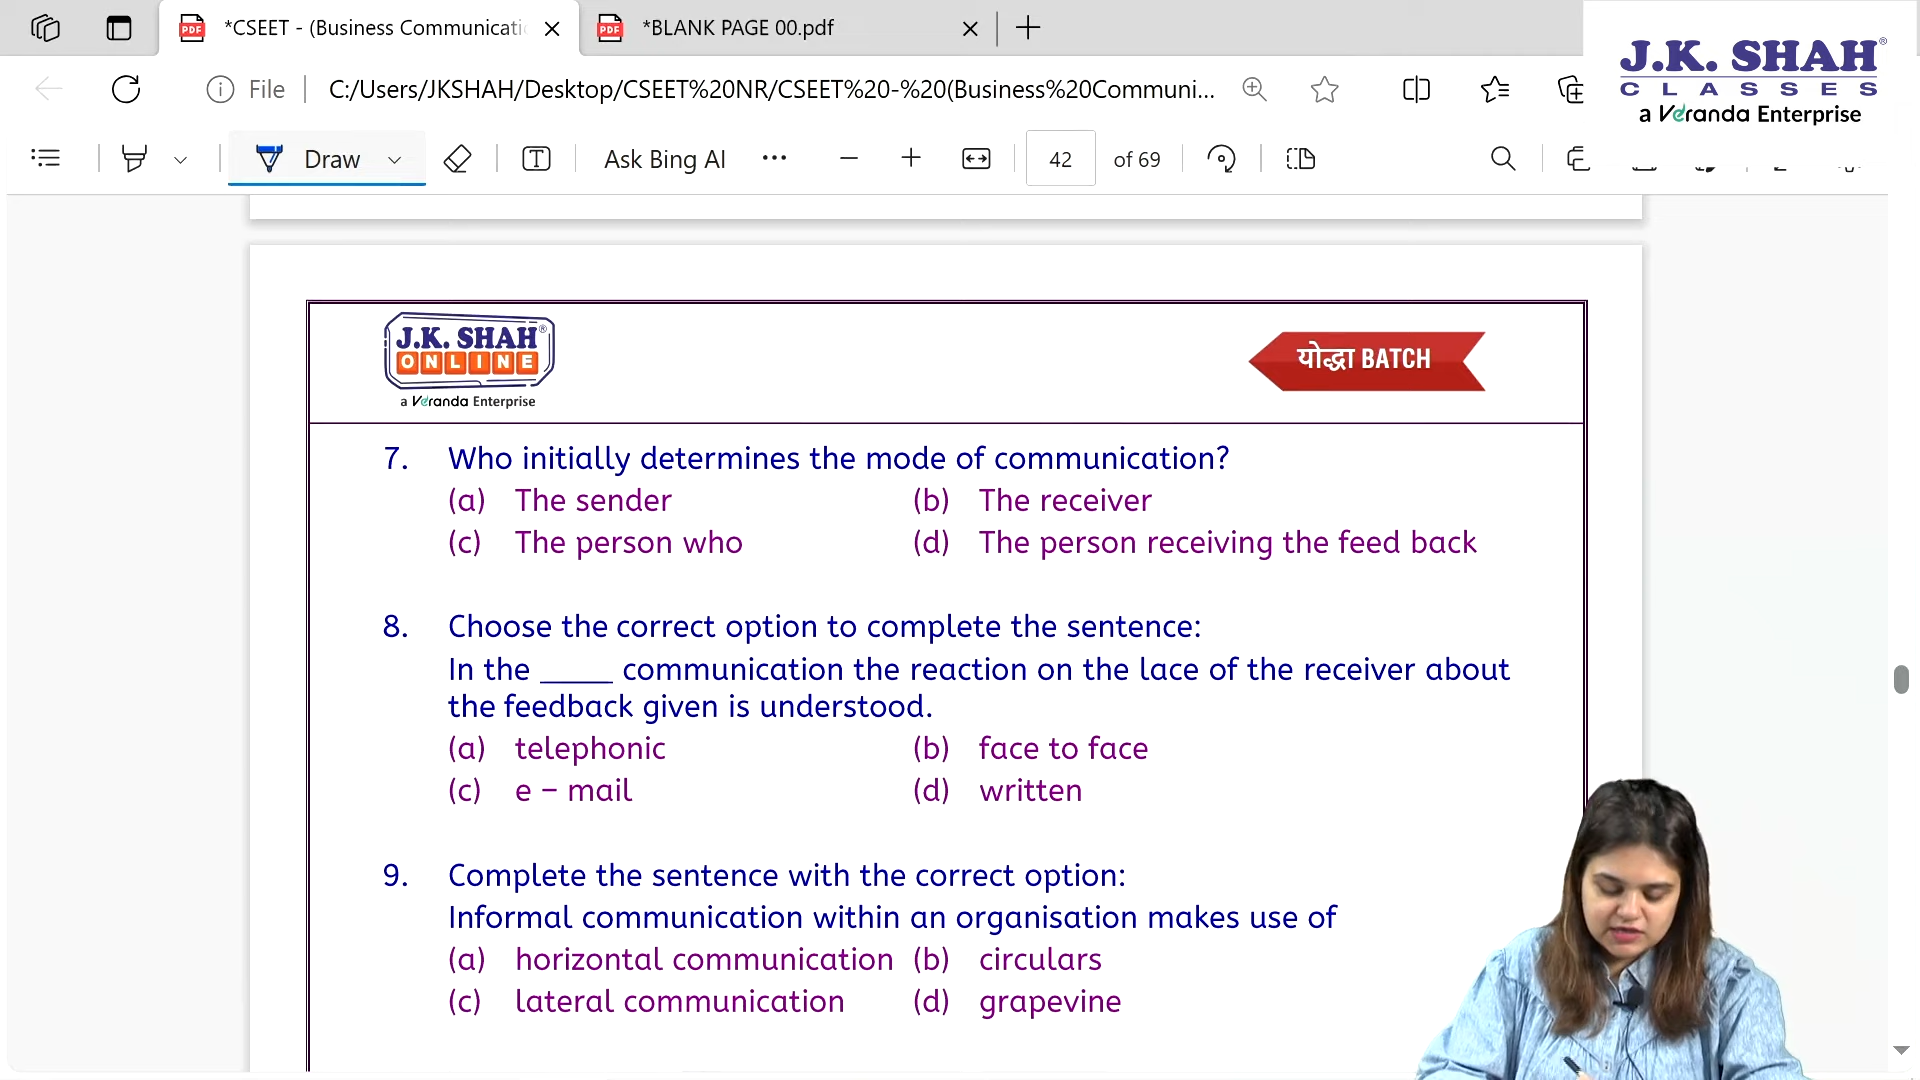 *CSEET - (Business Communicati
*BLANK PAGE 00.pdf
J.K. SHAH®
CLASSES
a Veranda Enterprise
File
C:/Users/JKSHAH/Desktop/CSEET%20NR/CSEET%20-%20(Business%20Communi...
Draw
Ask Bing AI
42
of 69
J.K. SHAH®
ONLINE
a Veranda Enterprise
योद्धा BATCH
7. Who initially determines the mode of communication?
(a) The sender (b) The receiver
(c) The person who (d) The person receiving the feed back
8. Choose the correct option to complete the sentence:
In the _____ communication the reaction on the lace of the receiver about
the feedback given is understood.
(a) telephonic (b) face to face
(c) e – mail (d) written
9. Complete the sentence with the correct option:
Informal communication within an organisation makes use of
(a) horizontal communication (b) circulars
(c) lateral communication (d) grapevine